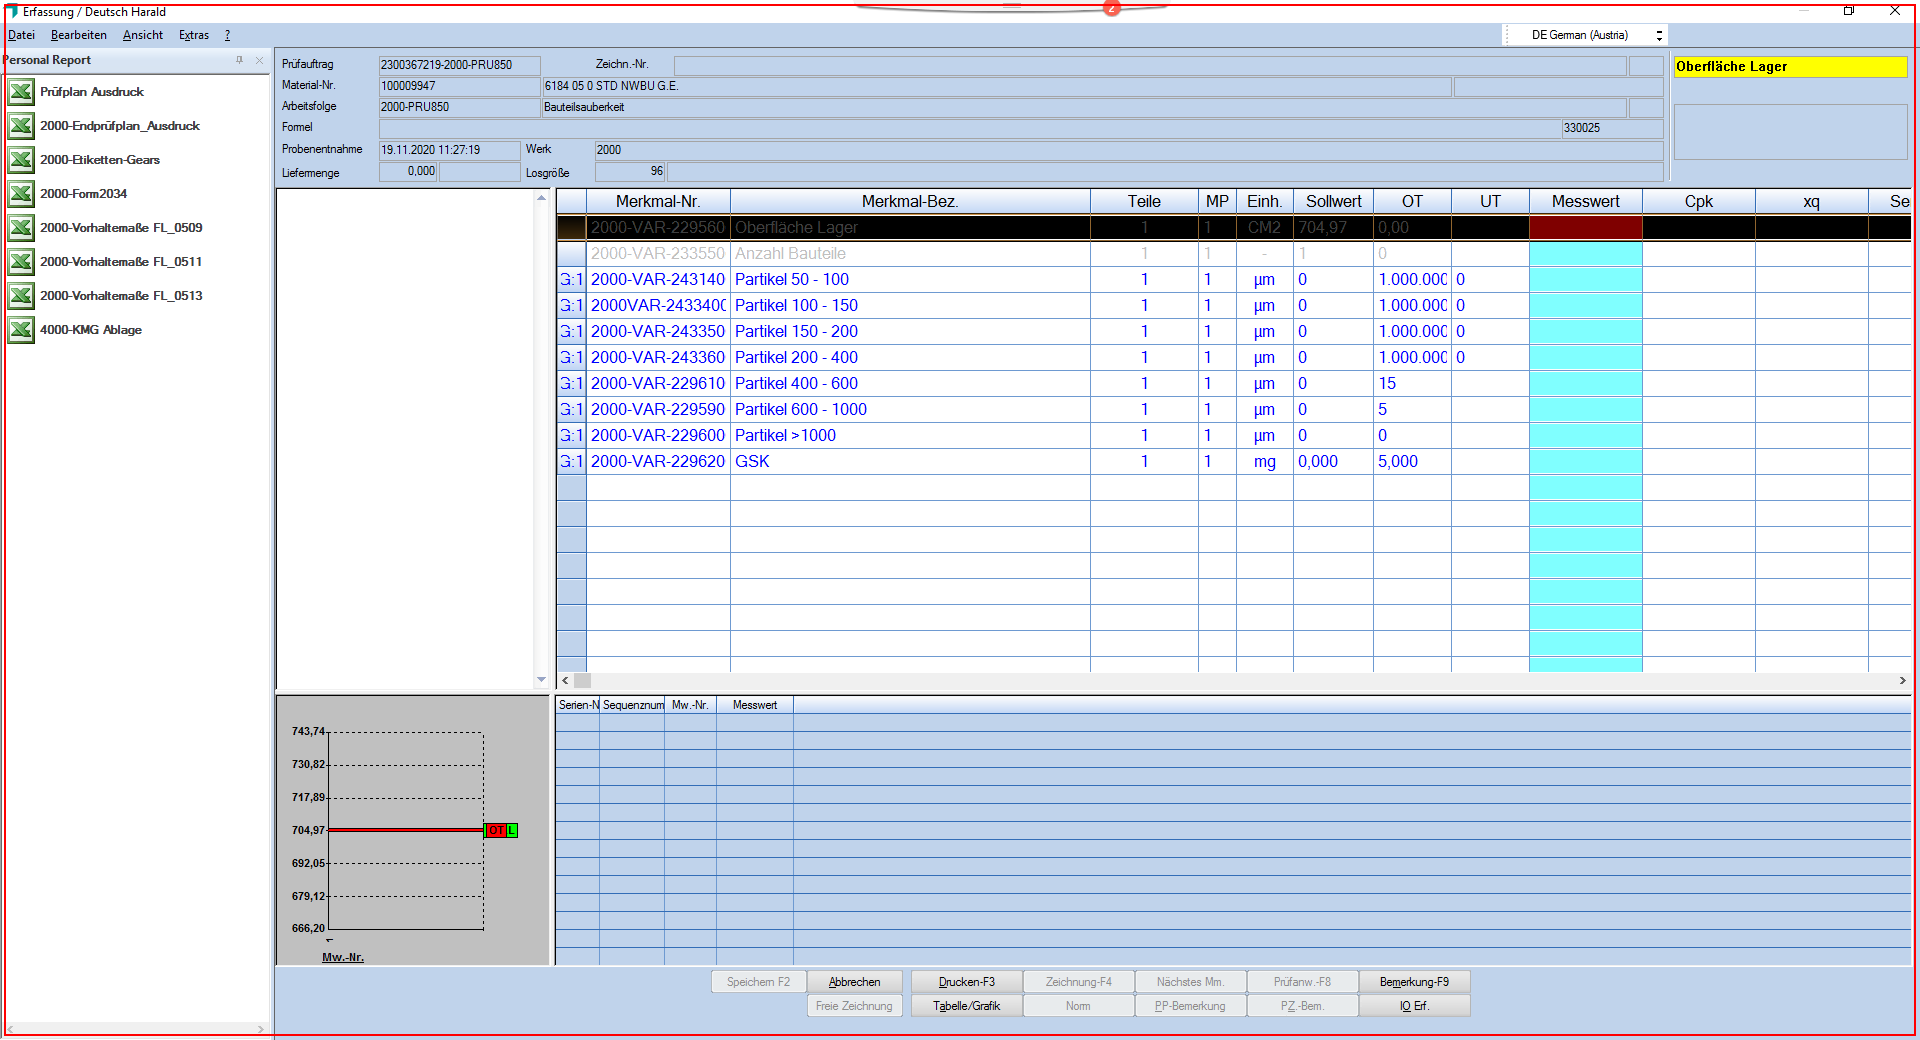 Erfassung / Deutsch Harald
2
Datei Bearbeiten Ansicht Extras ?
DE German (Austria)
Personal Report
Prüfplan Ausdruck
2000-Endprüfplan_Ausdruck
2000-Etiketten-Gears
2000-Form2034
2000-Vorhaltemaße FL_0509
2000-Vorhaltemaße FL_0511
2000-Vorhaltemaße FL_0513
4000-KMG Ablage
Prüfauftrag 2300367219-2000-PRU850 Zeichn.-Nr.
Material-Nr. 100009947 6184 05 0 STD NWBU G.E.
Arbeitsfolge 2000-PRU850 Bauteilsauberkeit
Formel 330025
Probenentnahme 19.11.2020 11:27:19 Werk 2000
Liefermenge 0,000 Losgröße 96
Oberfläche Lager
Merkmal-Nr. Merkmal-Bez. Teile MP Einh. Sollwert OT UT Messwert Cpk xq Se
2000-VAR-229560 Oberfläche Lager 1 1 CM2 704,97 0,00
2000-VAR-233550 Anzahl Bauteile 1 1 - 1 0
G:1 2000-VAR-243140 Partikel 50 - 100 1 1 µm 0 1.000.000 0
G:1 2000VAR-2433400 Partikel 100 - 150 1 1 µm 0 1.000.000 0
G:1 2000-VAR-243350 Partikel 150 - 200 1 1 µm 0 1.000.000 0
G:1 2000-VAR-243360 Partikel 200 - 400 1 1 µm 0 1.000.000 0
G:1 2000-VAR-229610 Partikel 400 - 600 1 1 µm 0 15
G:1 2000-VAR-229590 Partikel 600 - 1000 1 1 µm 0 5
G:1 2000-VAR-229600 Partikel >1000 1 1 µm 0 0
G:1 2000-VAR-229620 GSK 1 1 mg 0,000 5,000
743,74
730,82
717,89
704,97 OT L
692,05
679,12
666,20
Mw.-Nr.
Serien-N Sequenznum Mw.-Nr. Messwert
Speichern F2 Abbrechen Drucken-F3 Zeichnung-F4 Nächstes Mm. Prüfanw.-F8 Bemerkung-F9
Freie Zeichnung Tabelle/Grafik Norm PP-Bemerkung PZ.-Bem. IO Erf.